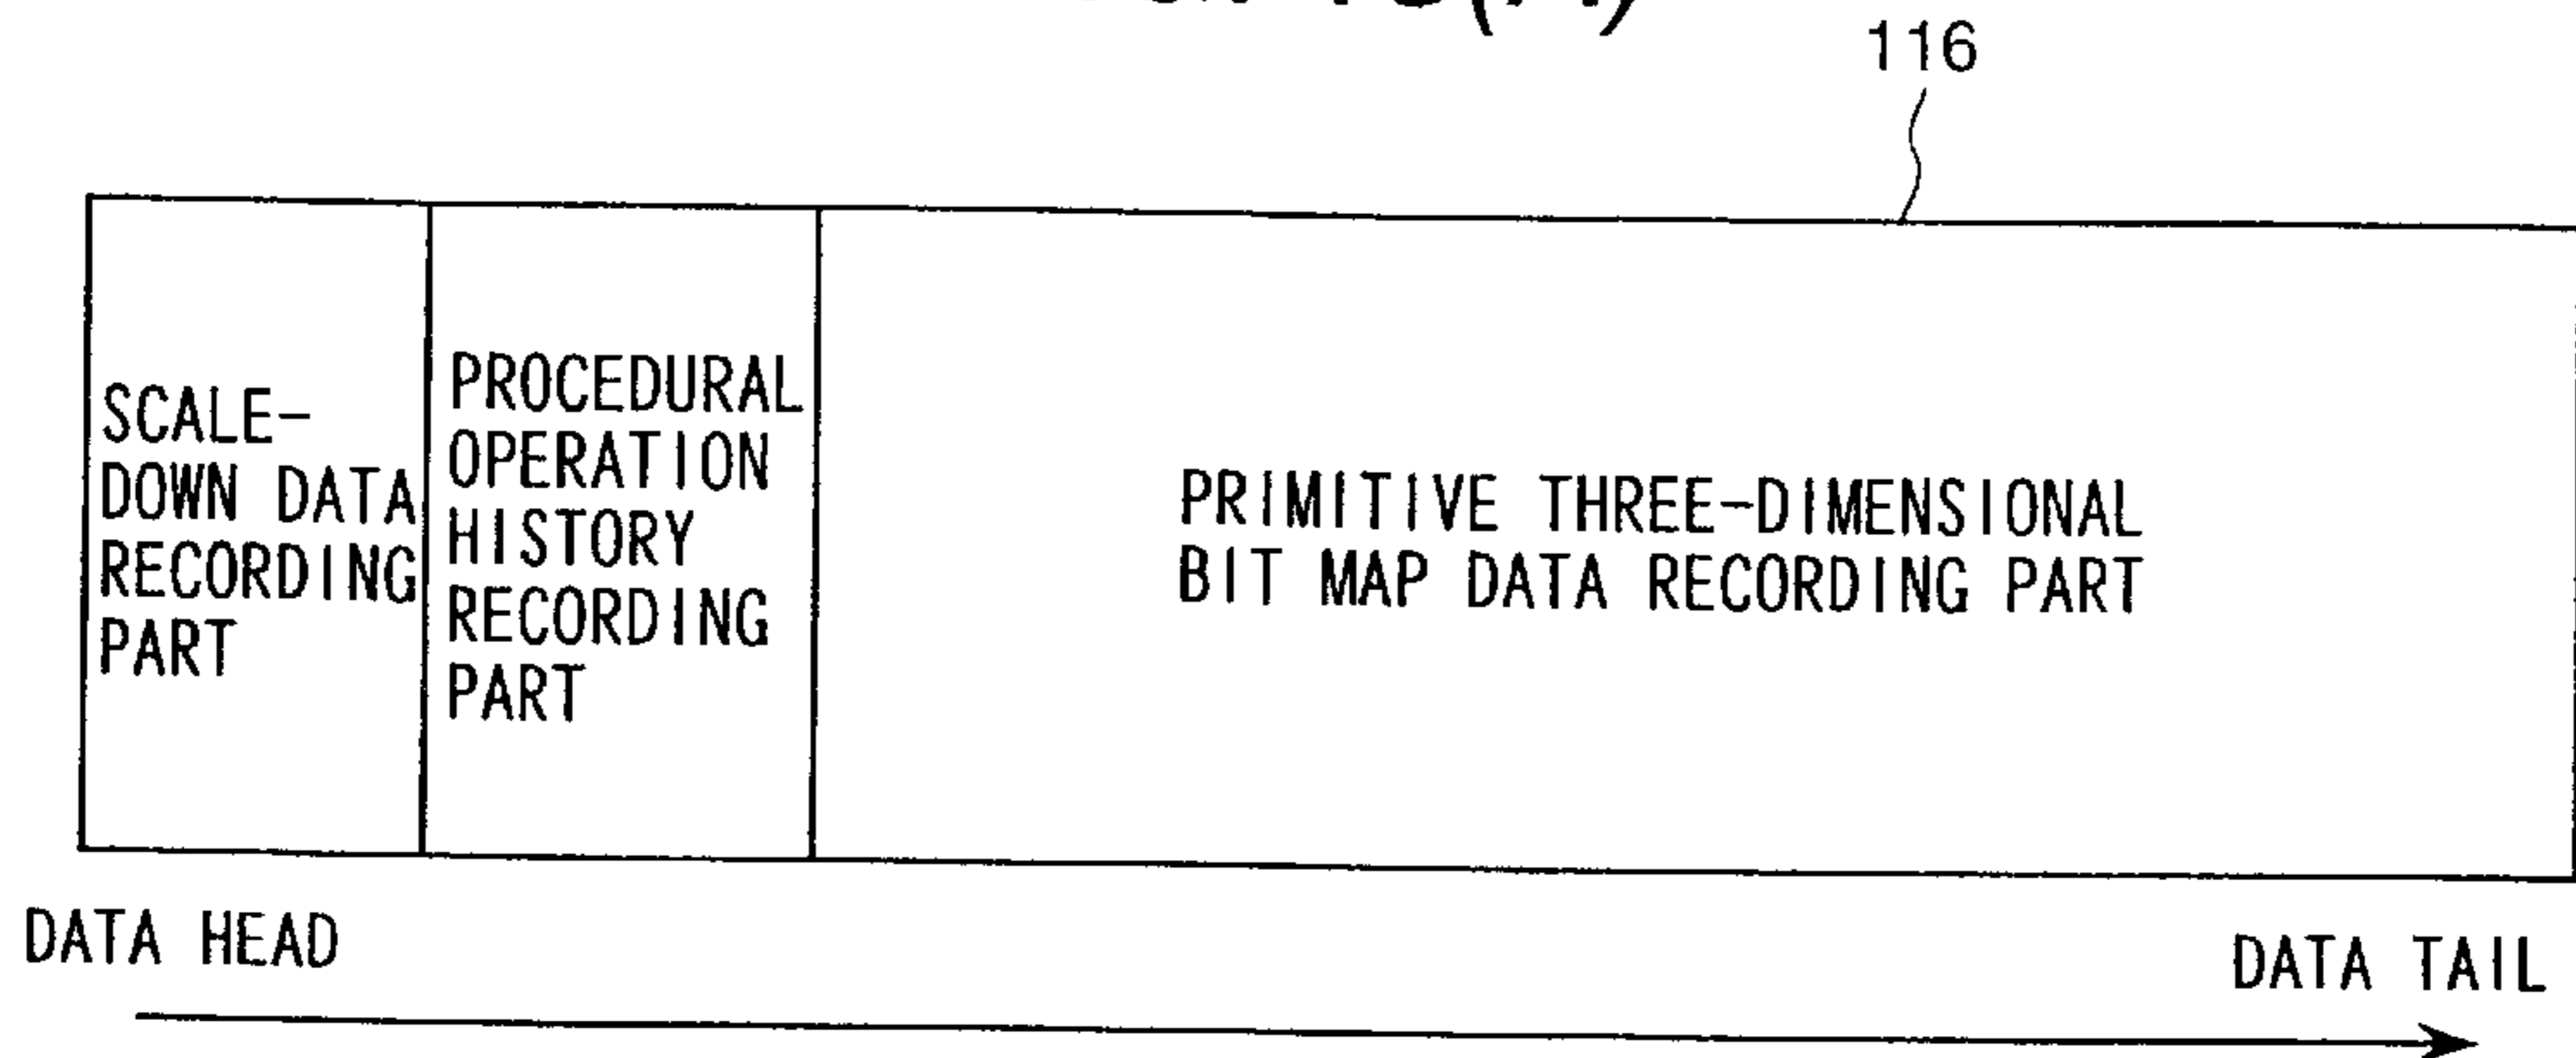 116
SCALE-
DOWN DATA
RECORDING
PART
PROCEDURAL
OPERATION
HISTORY
RECORDING
PART
PRIMITIVE THREE-DIMENSIONAL
BIT MAP DATA RECORDING PART
DATA HEAD
DATA TAIL